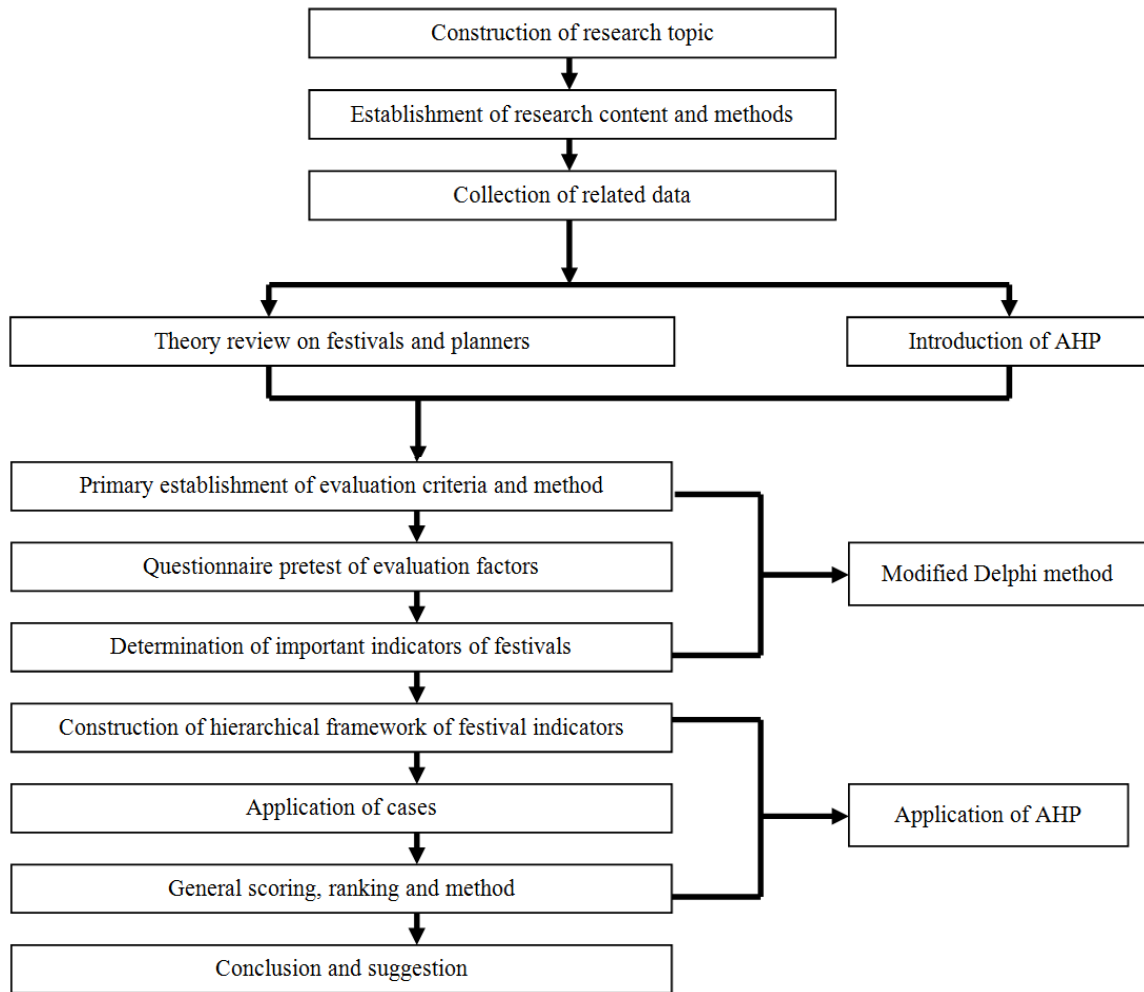 Construction of research topic
Establishment of research content and methods
Collection of related data
Theory review on festivals and planners
Introduction of AHP
Primary establishment of evaluation criteria and method
Questionnaire pretest of evaluation factors
Modified Delphi method
Determination of important indicators of festivals
Construction of hierarchical framework of festival indicators
Application of cases
Application of AHP
General scoring, ranking and method
Conclusion and suggestion